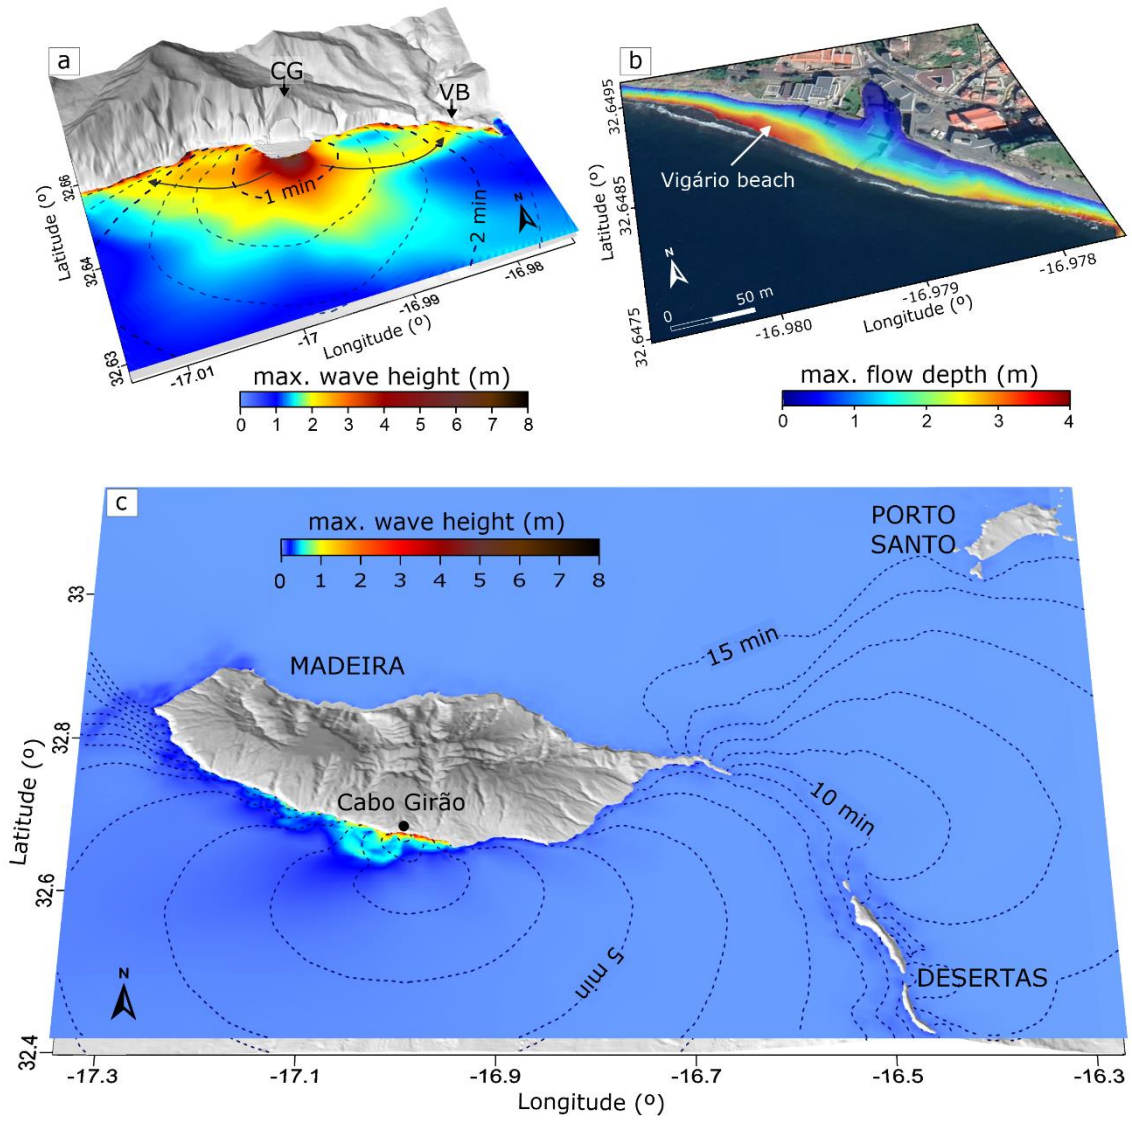 a
CG
VB
1 min
2 min
N
32.66
32.64
32.63
Latitude (º)
-17.01
-17
-16.99
-16.98
Longitude (º)
max. wave height (m)
0 1 2 3 4 5 6 7 8
b
Vigário beach
N
0 50 m
32.6495
32.6485
32.6475
Latitude (º)
-16.980
-16.979
-16.978
Longitude (º)
max. flow depth (m)
0 1 2 3 4
c
max. wave height (m)
0 1 2 3 4 5 6 7 8
PORTO
SANTO
MADEIRA
15 min
Cabo Girão
10 min
5 min
DESERTAS
N
33
32.8
32.6
32.4
Latitude (º)
-17.3 -17.1 -16.9 -16.7 -16.5 -16.3
Longitude (º)